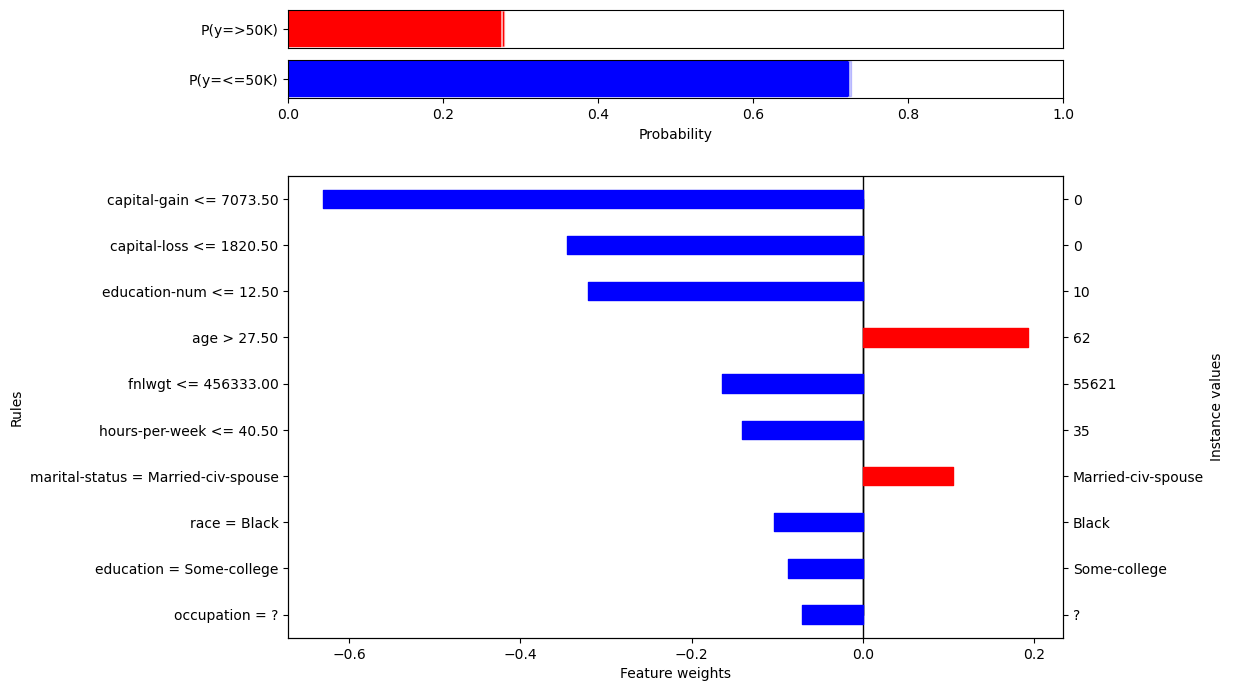 P(y=>50K)
P(y=<=50K)
0.0 0.2 0.4 0.6 0.8 1.0
Probability
capital-gain <= 7073.50 0
capital-loss <= 1820.50 0
education-num <= 12.50 10
age > 27.50 62
fnlwgt <= 456333.00 55621
hours-per-week <= 40.50 35
marital-status = Married-civ-spouse Married-civ-spouse
race = Black Black
education = Some-college Some-college
occupation = ? ?
Rules
Instance values
−0.6 −0.4 −0.2 0.0 0.2
Feature weights